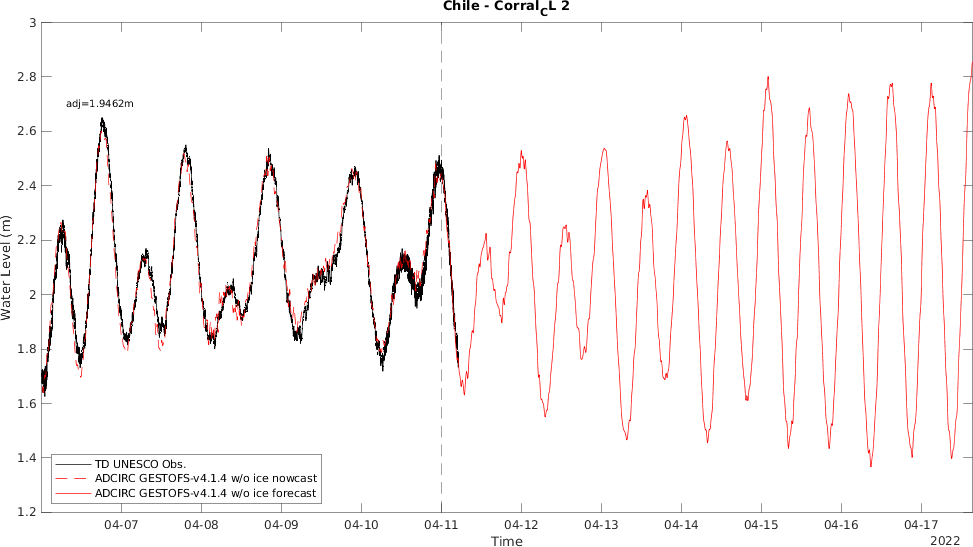 Chile - Corral_CL 2
3
2.8
2.6
2.4
2.2
2
1.8
1.6
1.4
1.2
Water Level (m)
adj=1.9462m
TD UNESCO Obs.
ADCIRC GESTOFS-v4.1.4 w/o ice nowcast
ADCIRC GESTOFS-v4.1.4 w/o ice forecast
04-07 04-08 04-09 04-10 04-11 04-12 04-13 04-14 04-15 04-16 04-17
Time
2022